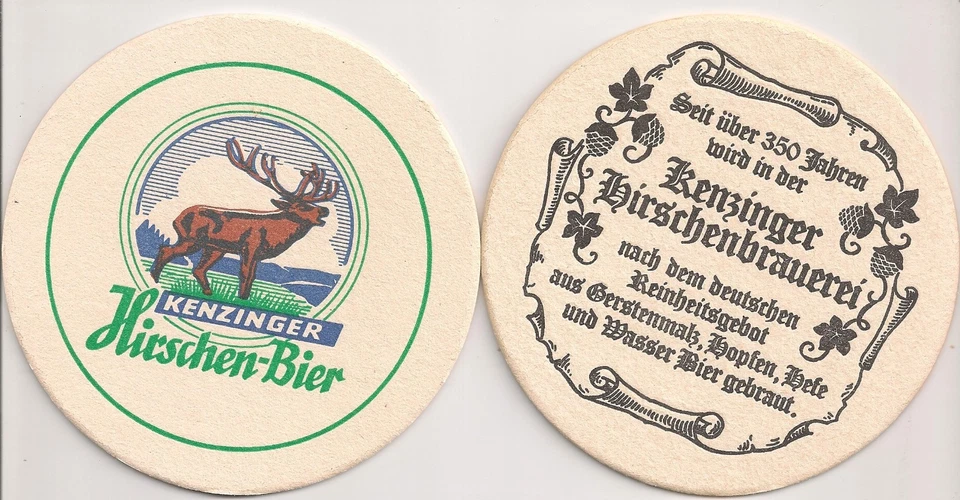 KENZINGER
Hirschen-Bier
Seit über 350 Jahren
wird in der
Kenzinger
Hirschenbrauerei
nach dem deutschen
Reinheitsgebot
aus Gerstenmalz, Hopfen, Hefe
und Wasser Bier gebraut.